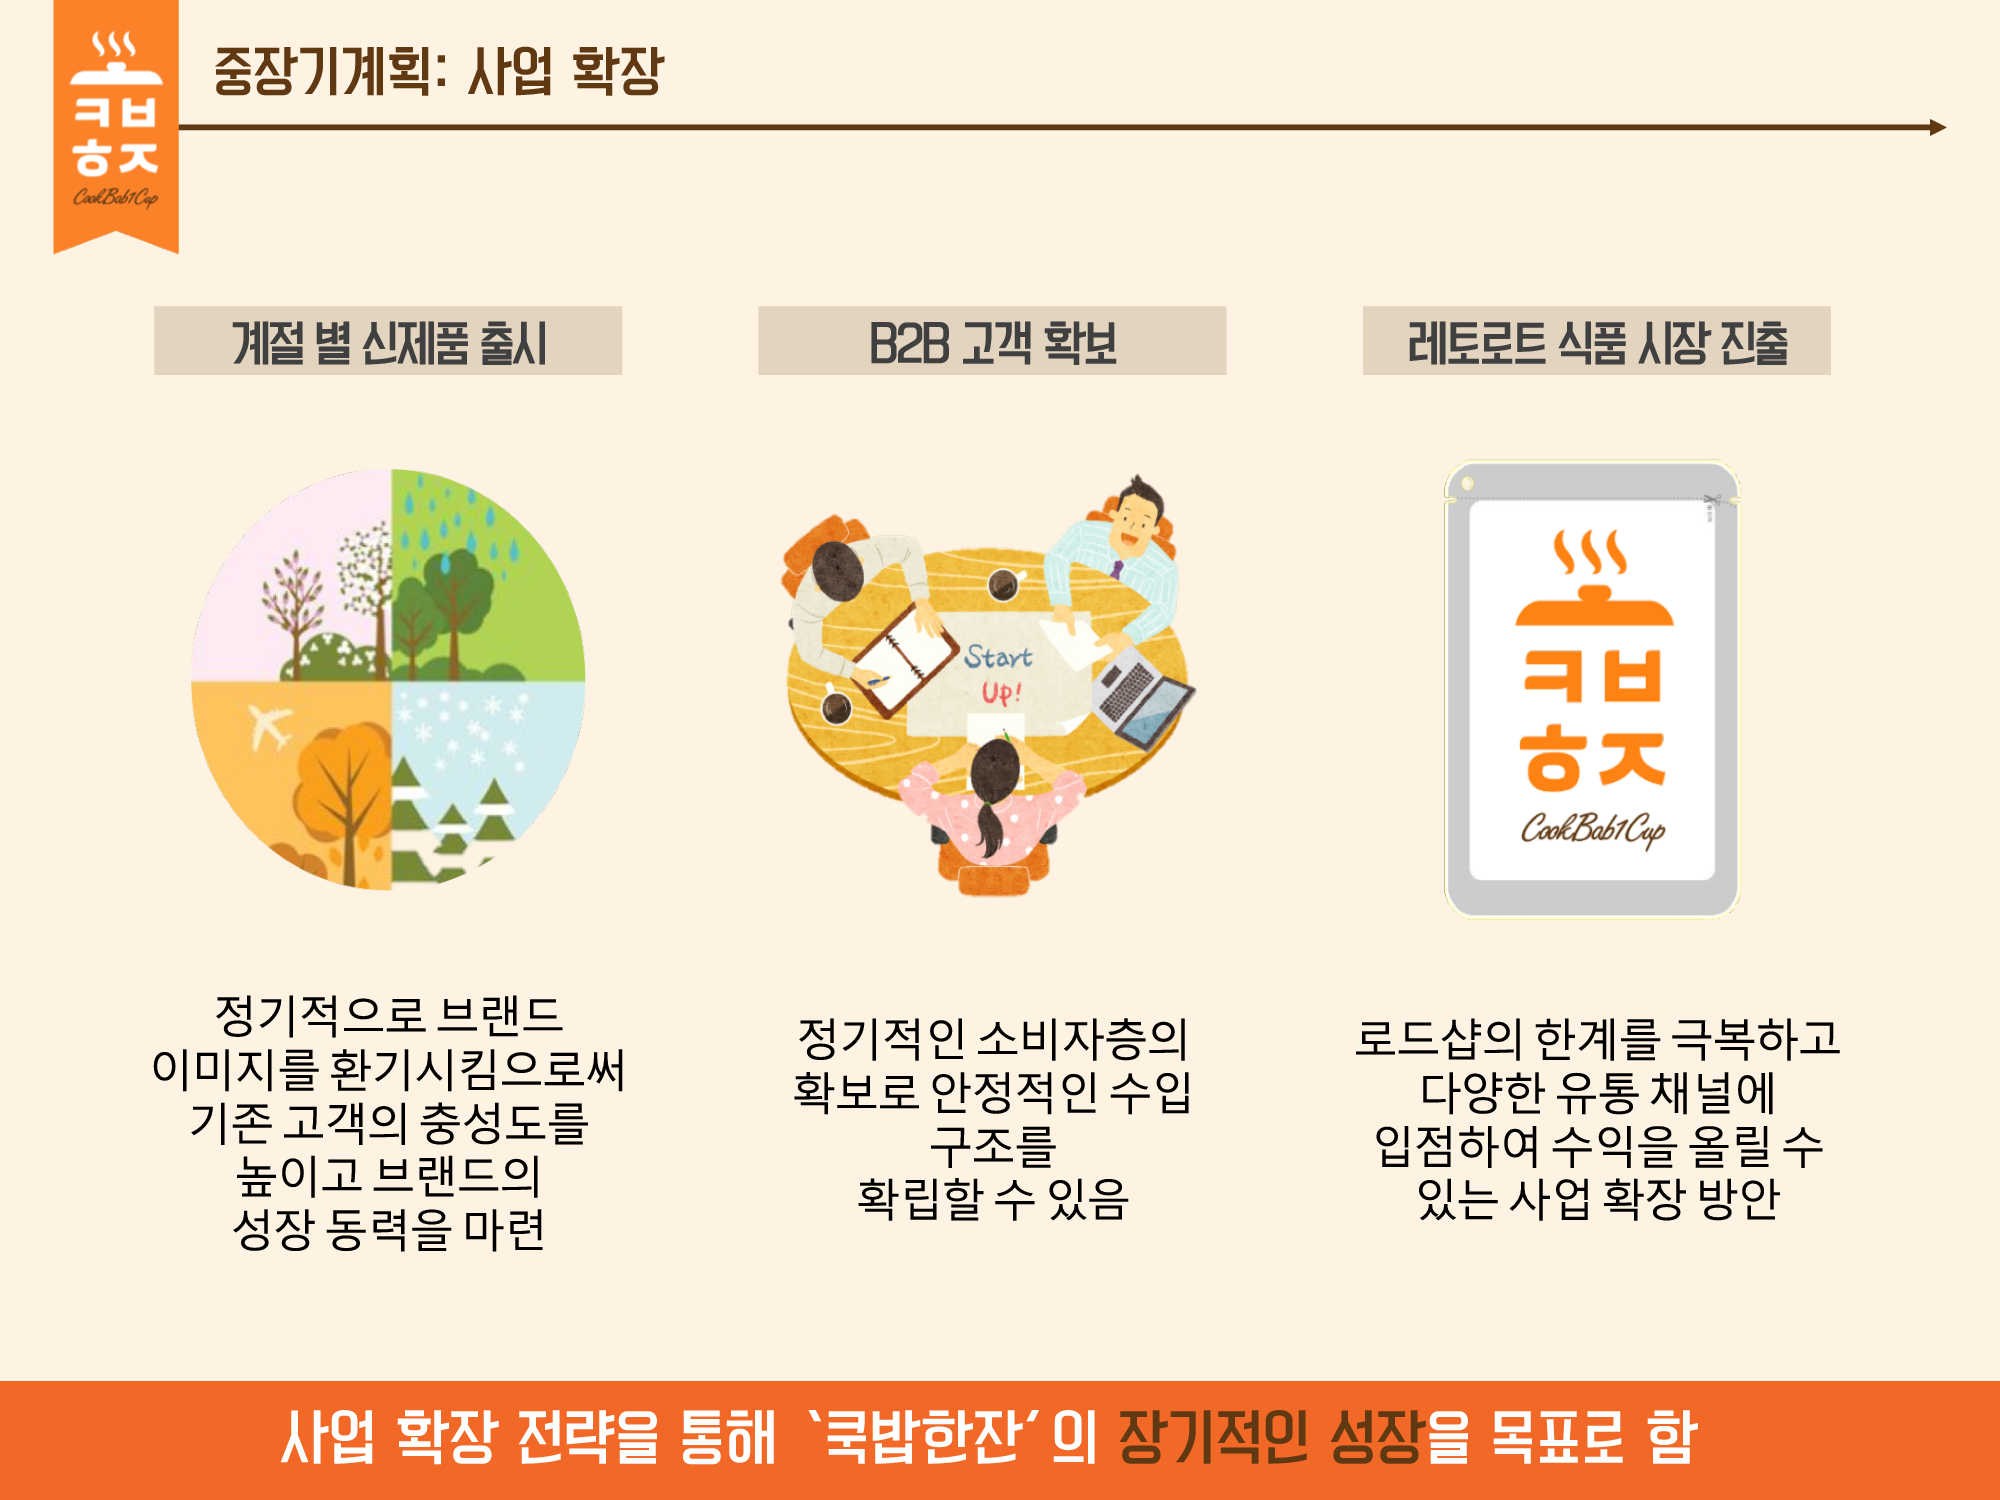 ㅋㅂ
ㅎㅈ
CookBab1Cup
중장기계획: 사업 확장
계절 별 신제품 출시
B2B 고객 확보
레토로트 식품 시장 진출
Start
Up!
ㅋㅂ
ㅎㅈ
CookBab1Cup
정기적으로 브랜드
이미지를 환기시킴으로써
기존 고객의 충성도를
높이고 브랜드의
성장 동력을 마련
정기적인 소비자층의
확보로 안정적인 수입
구조를
확립할 수 있음
로드샵의 한계를 극복하고
다양한 유통 채널에
입점하여 수익을 올릴 수
있는 사업 확장 방안
사업 확장 전략을 통해 ‵쿡밥한잔′의 장기적인 성장을 목표로 함